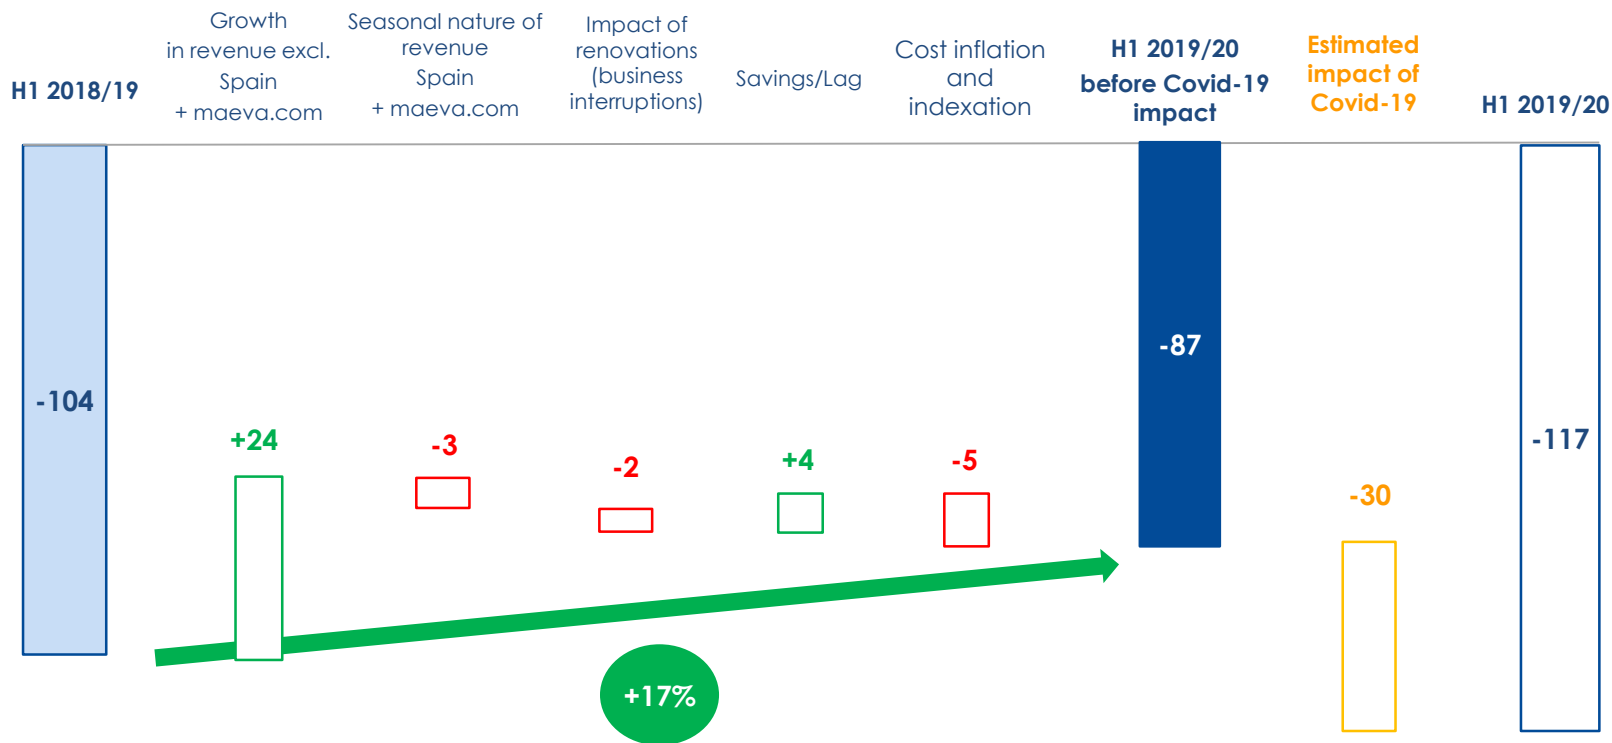 H1 2018/19
Growth
in revenue excl.
Spain
+ maeva.com
Seasonal nature of
revenue
Spain
+ maeva.com
Impact of
renovations
(business
interruptions)
Savings/Lag
Cost inflation
and
indexation
H1 2019/20
before Covid-19
impact
Estimated
impact of
Covid-19
H1 2019/20
-104
+24
-3
-2
+4
-5
-87
-30
-117
+17%